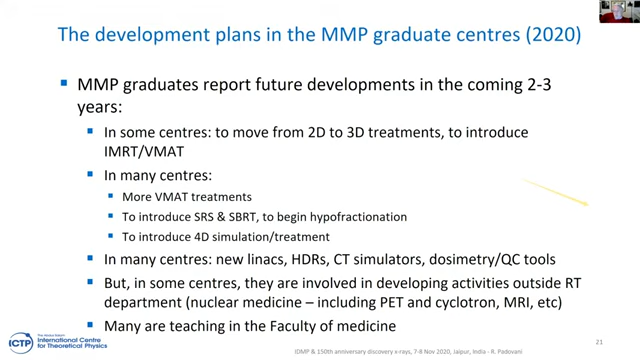 The development plans in the MMP graduate centres (2020)
MMP graduates report future developments in the coming 2-3
years:
In some centres: to move from 2D to 3D treatments, to introduce
IMRT/VMAT
In many centres:
More VMAT treatments
To introduce SRS & SBRT, to begin hypofractionation
To introduce 4D simulation/treatment
In many centres: new linacs, HDRs, CT simulators, dosimetry/QC tools
But, in some centres, they are involved in developing activities outside RT
department (nuclear medicine – including PET and cyclotron, MRI, etc)
Many are teaching in the Faculty of medicine
21
ICTP
The Abdus Salam
International Centre
for Theoretical Physics
IDMP & 150th anniversary discovery x-rays, 7-8 Nov 2020, Jaipur, India - R. Padovani